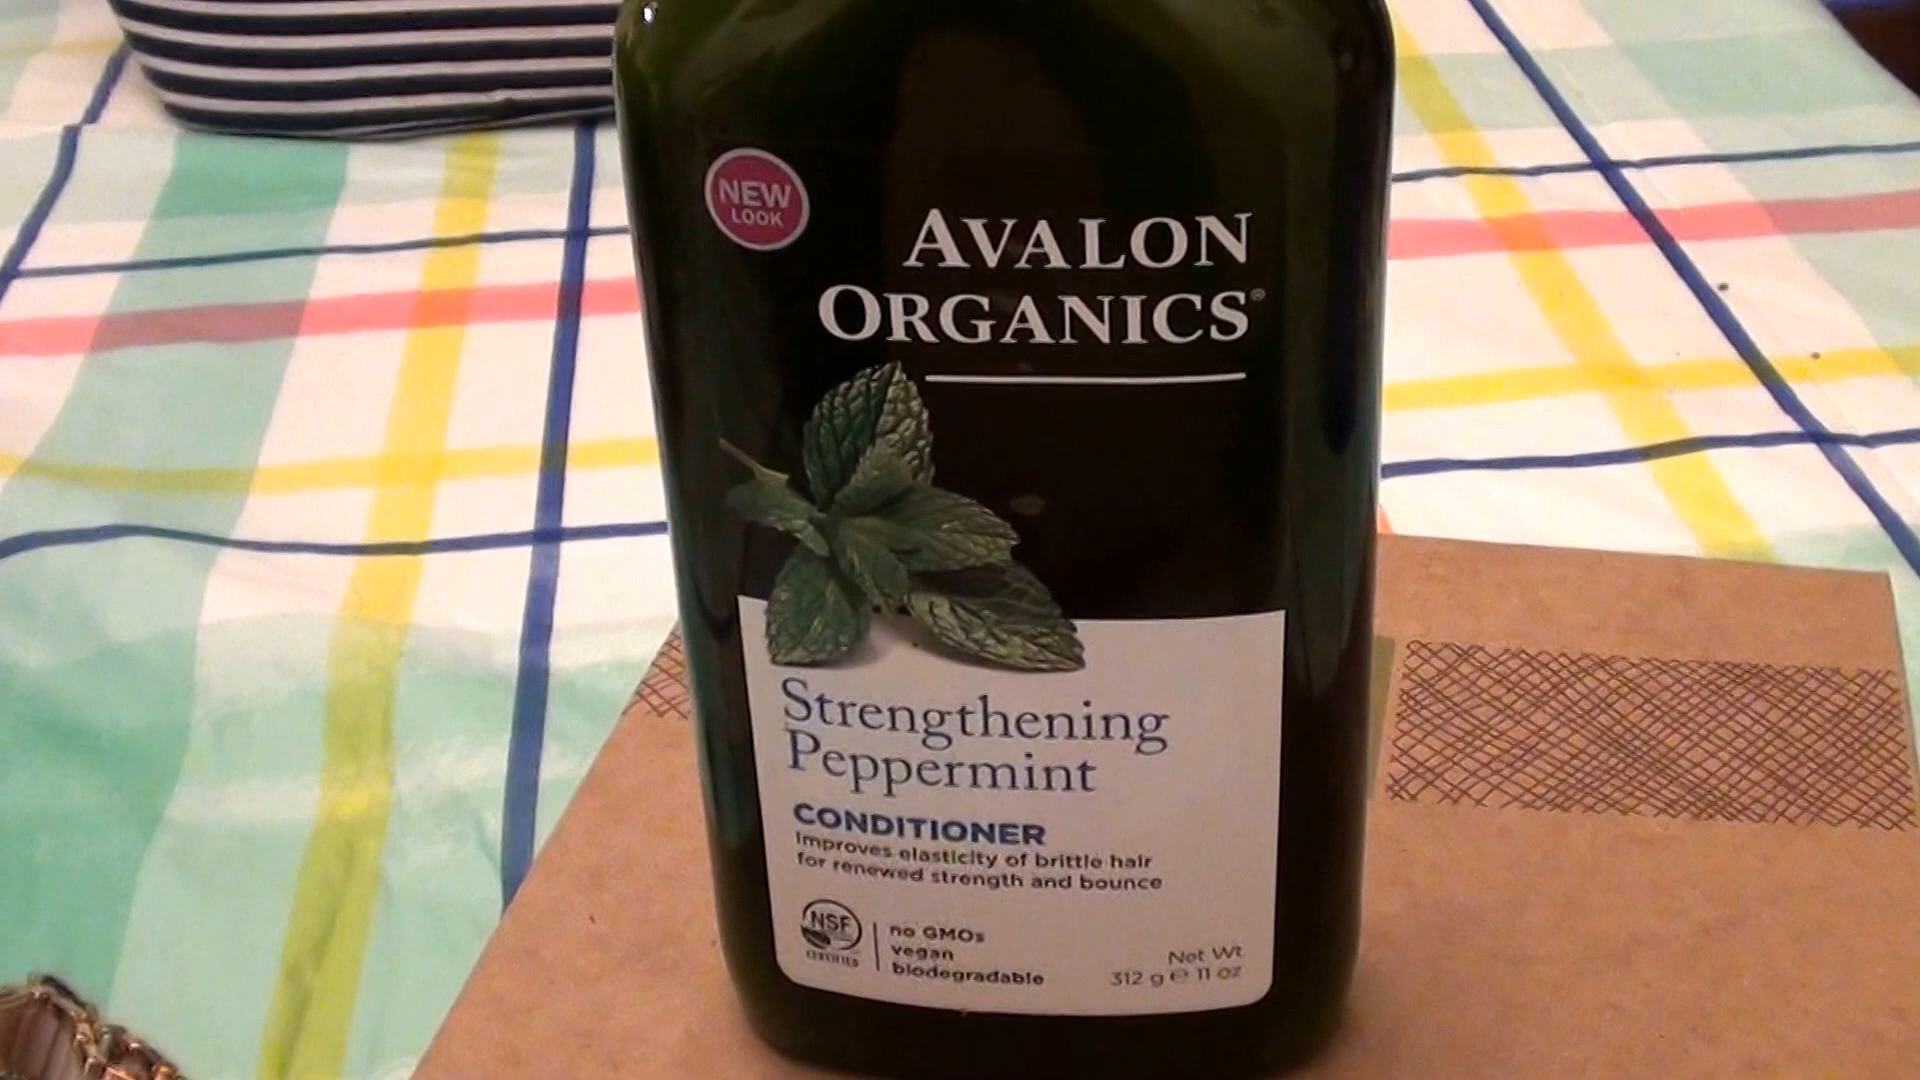 NEW
LOOK
AVALON
ORGANICS®
Strengthening
Peppermint
CONDITIONER
Improves elasticity of brittle hair
for renewed strength and bounce
NSF
CERTIFIED
no GMOs
vegan
biodegradable
Net Wt
312 g ℮ 11 oz